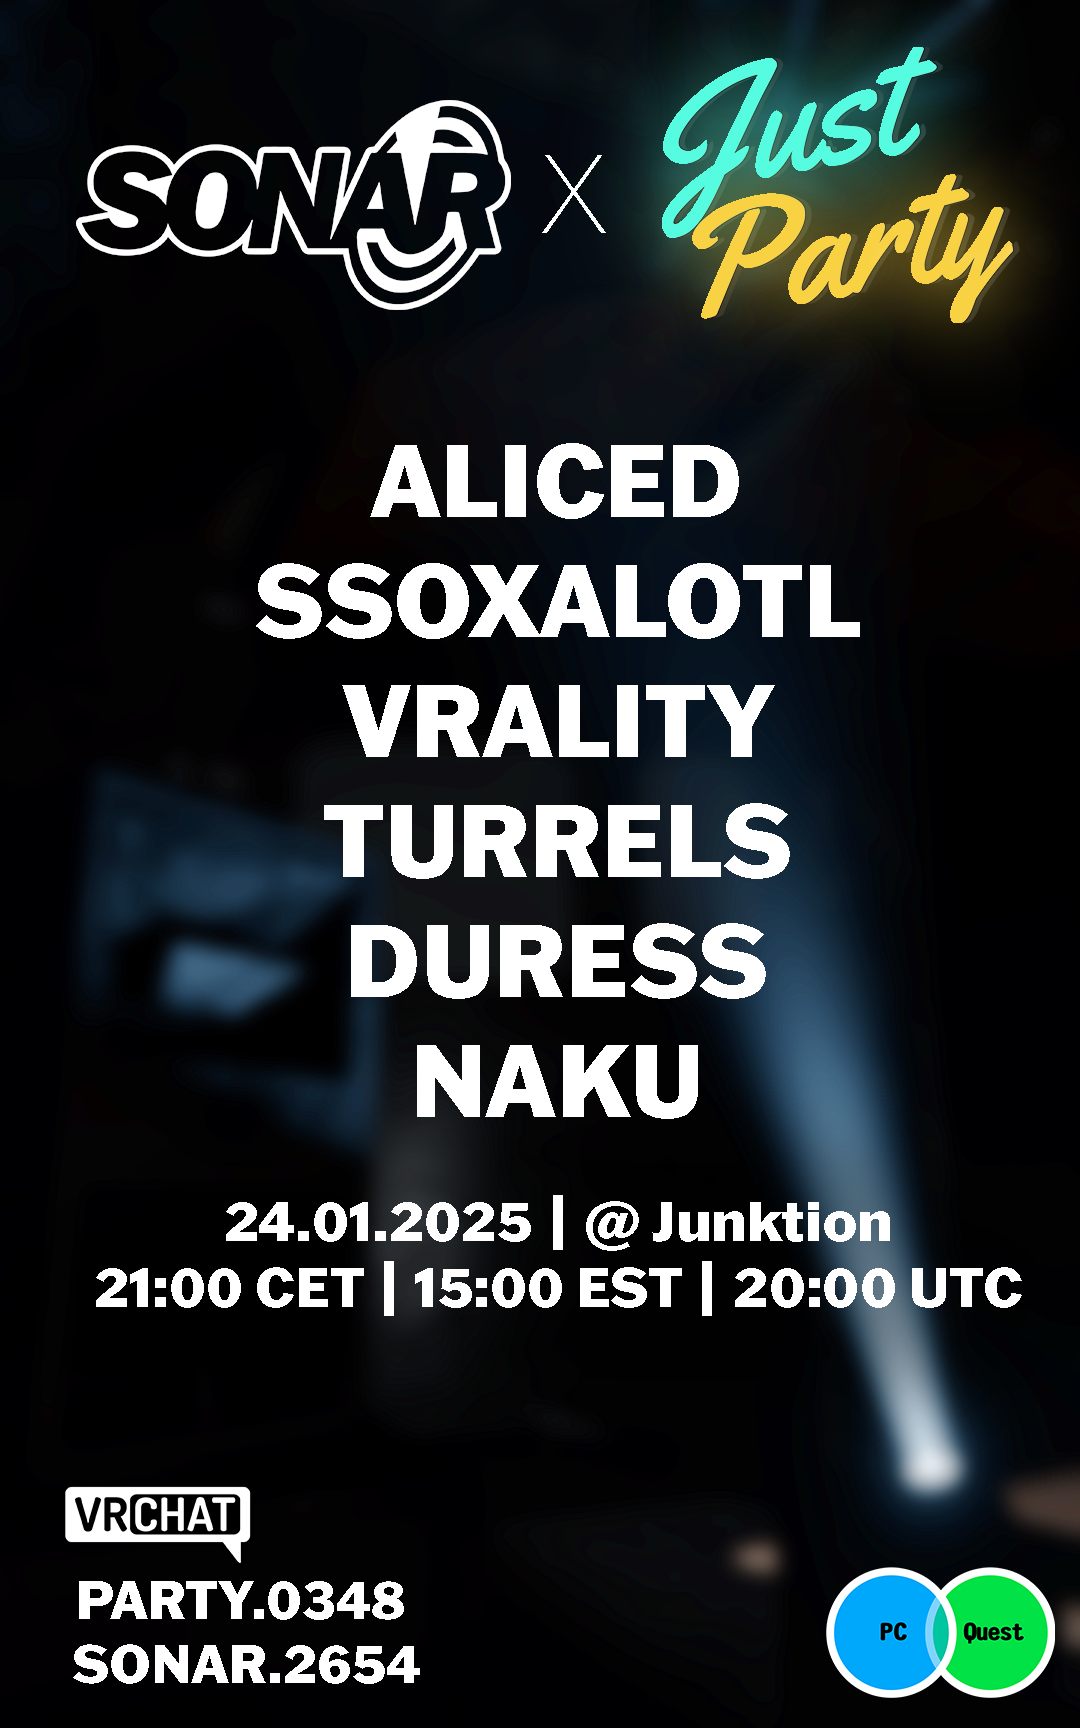 SONAR X Just Party
ALICED
SSOXALOTL
VRALITY
TURRELS
DURESS
NAKU
24.01.2025 | @ Junktion
21:00 CET | 15:00 EST | 20:00 UTC
VRCHAT
PARTY.0348
SONAR.2654
PC Quest